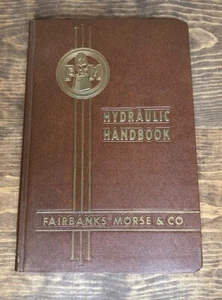 F M
HYDRAULIC
HANDBOOK
FAIRBANKS, MORSE & CO.